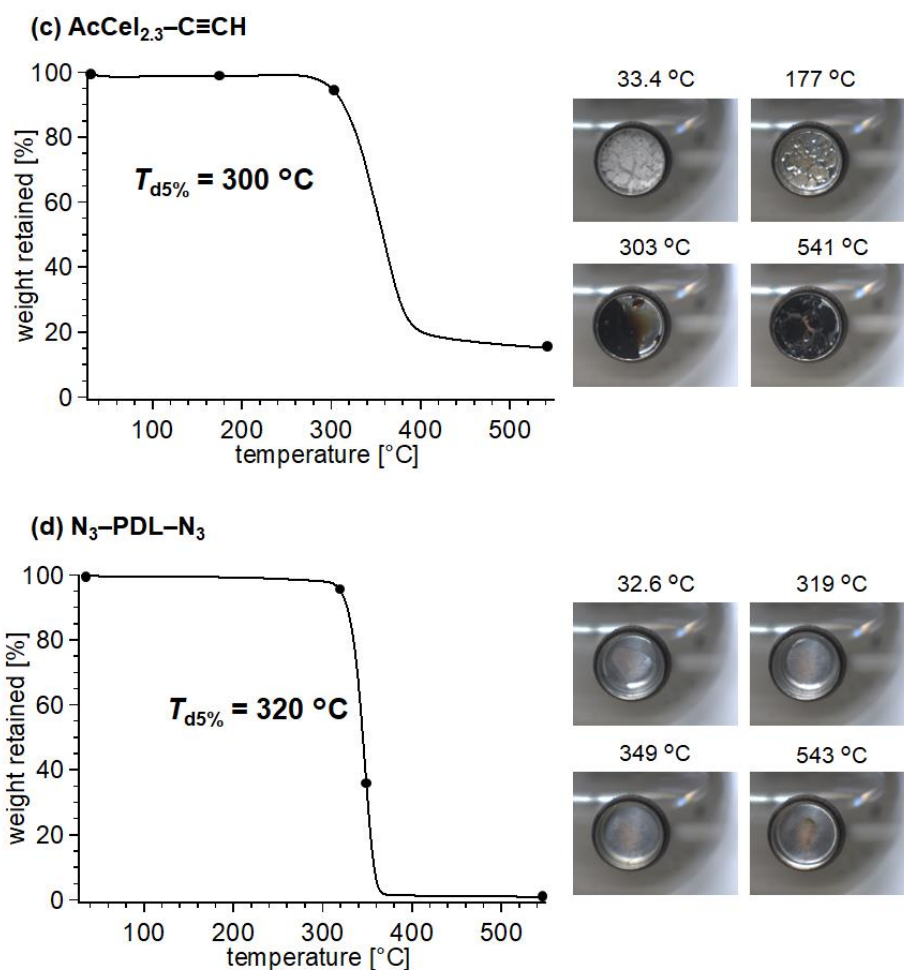 (c) AcCel2.3–C≡CH
weight retained [%]
100
80
60
40
20
0
Td5% = 300 °C
100 200 300 400 500
temperature [°C]
33.4 °C 177 °C
303 °C 541 °C
(d) N3–PDL–N3
weight retained [%]
100
80
60
40
20
0
Td5% = 320 °C
100 200 300 400 500
temperature [°C]
32.6 °C 319 °C
349 °C 543 °C